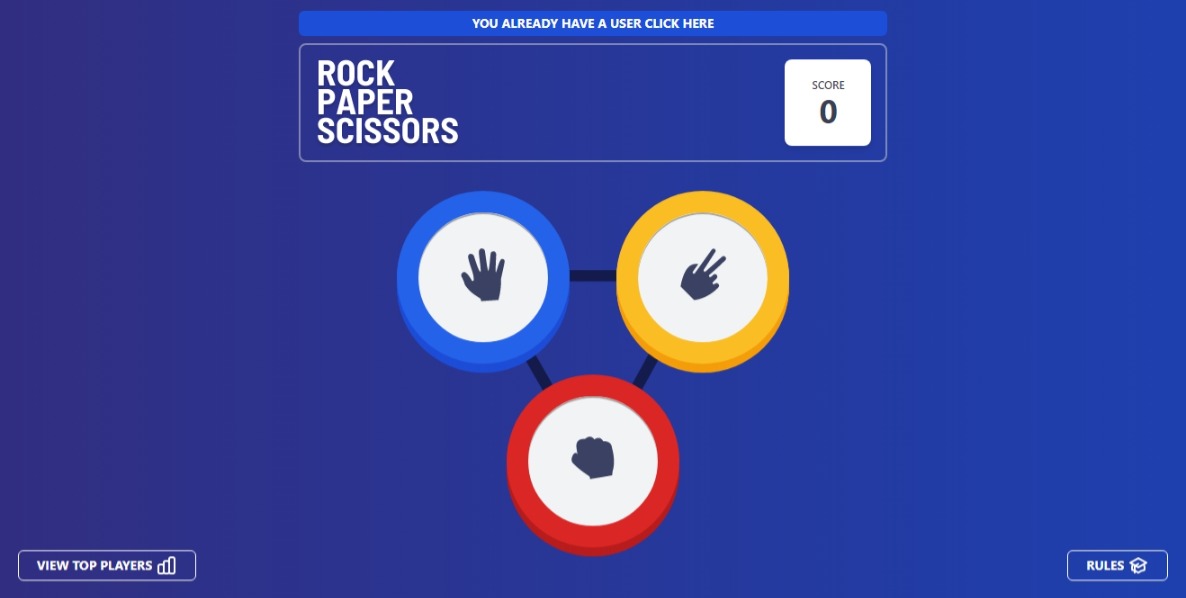 YOU ALREADY HAVE A USER CLICK HERE
ROCK
PAPER
SCISSORS
SCORE
0
VIEW TOP PLAYERS
RULES